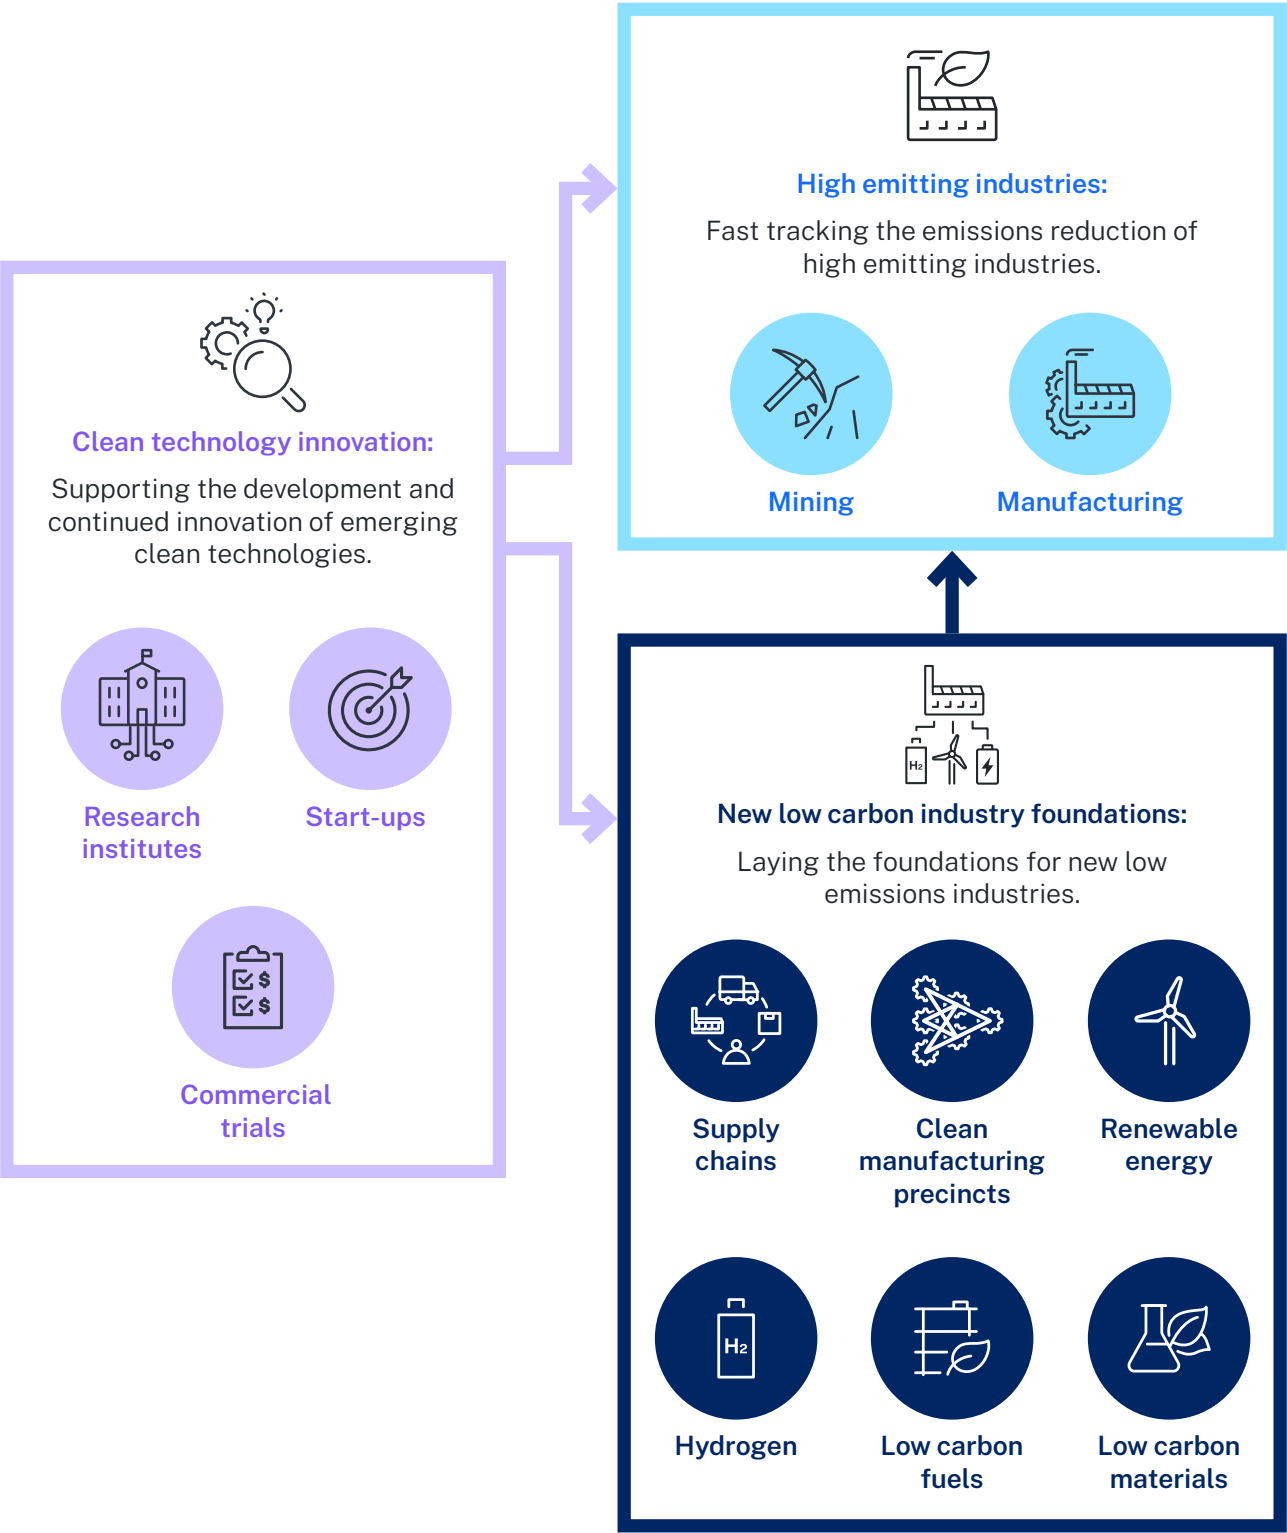 Clean technology innovation:
Supporting the development and
continued innovation of emerging
clean technologies.
Research
institutes
Start-ups
Commercial
trials
$
$
High emitting industries:
Fast tracking the emissions reduction of
high emitting industries.
Mining
Manufacturing
H₂
New low carbon industry foundations:
Laying the foundations for new low
emissions industries.
Supply
chains
Clean
manufacturing
precincts
Renewable
energy
H₂
Hydrogen
Low carbon
fuels
Low carbon
materials